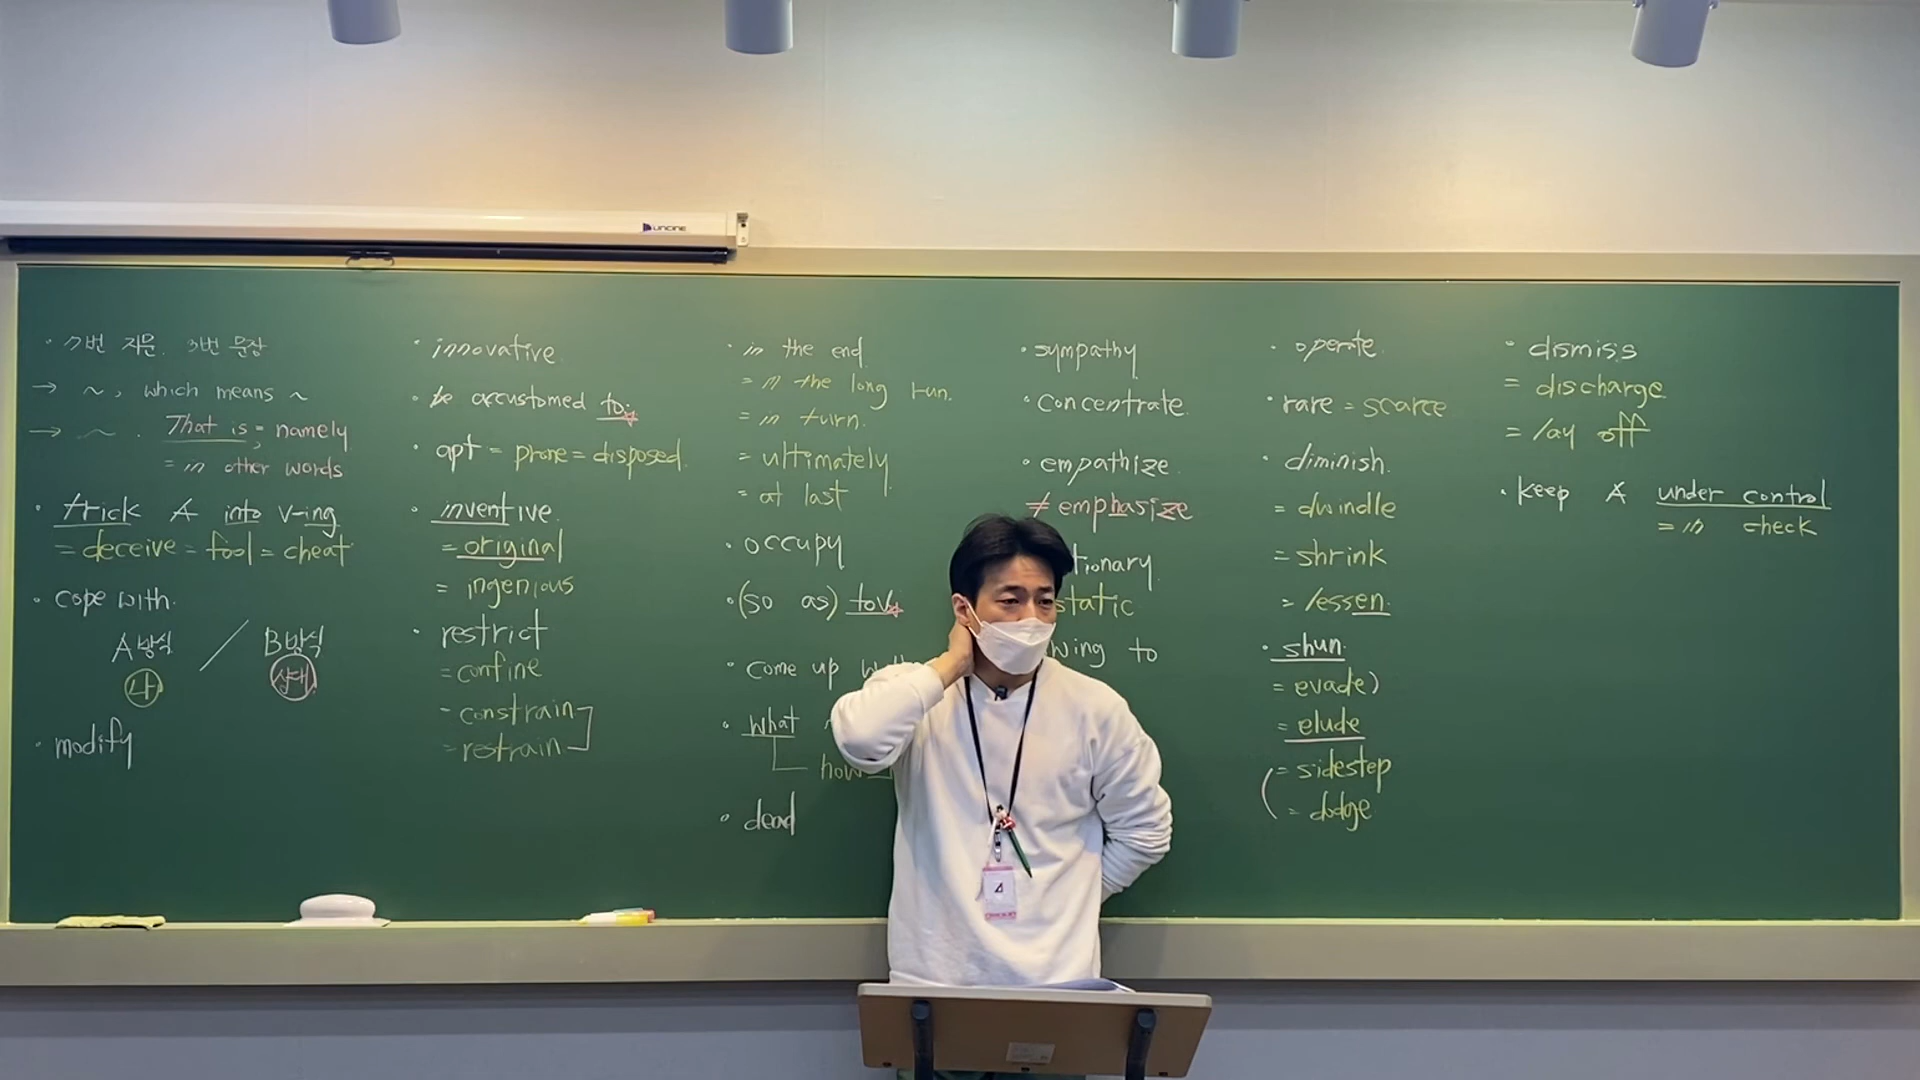 UNCINE
· 7번 지문. 3번 문장
→ ~, which means ~
→ ~. That is, = namely
= in other words
· trick A into v-ing
= deceive = fool = cheat
· cope with.
A방식 / B방식
나 상대
· modify
· innovative.
· be accustomed to
· apt = prone = disposed.
· inventive.
= original
= ingenious
· restrict
= confine
- constrain
= restrain
· in the end
= in the long run.
= in turn.
= ultimately
= at last
· occupy
· (so as) to v
· come up
· what
how
· dead
· sympathy
· concentrate.
· empathize.
≠ emphasize
tionary
static
wing to
· operate.
· rare = scarce
· diminish.
= dwindle
= shrink
= lessen.
· shun.
= evade)
= elude
(= sidestep
= dodge
· dismiss
= discharge
= lay off
· keep A under control
= in check